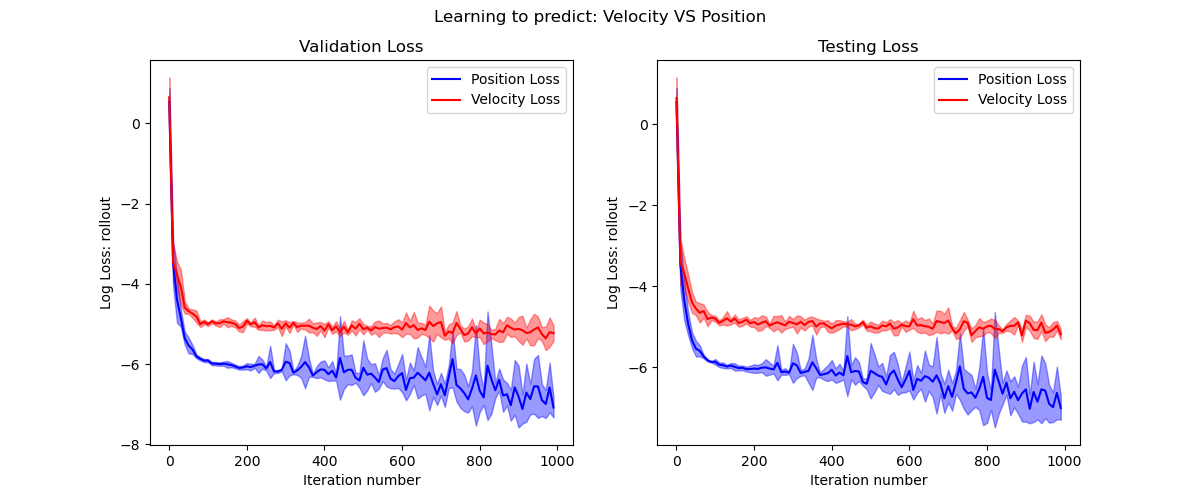 Learning to predict: Velocity VS Position
Validation Loss
Position Loss
Velocity Loss
0
−2
−4
−6
−8
Log Loss: rollout
0 200 400 600 800 1000
Iteration number
Testing Loss
Position Loss
Velocity Loss
0
−2
−4
−6
Log Loss: rollout
0 200 400 600 800 1000
Iteration number